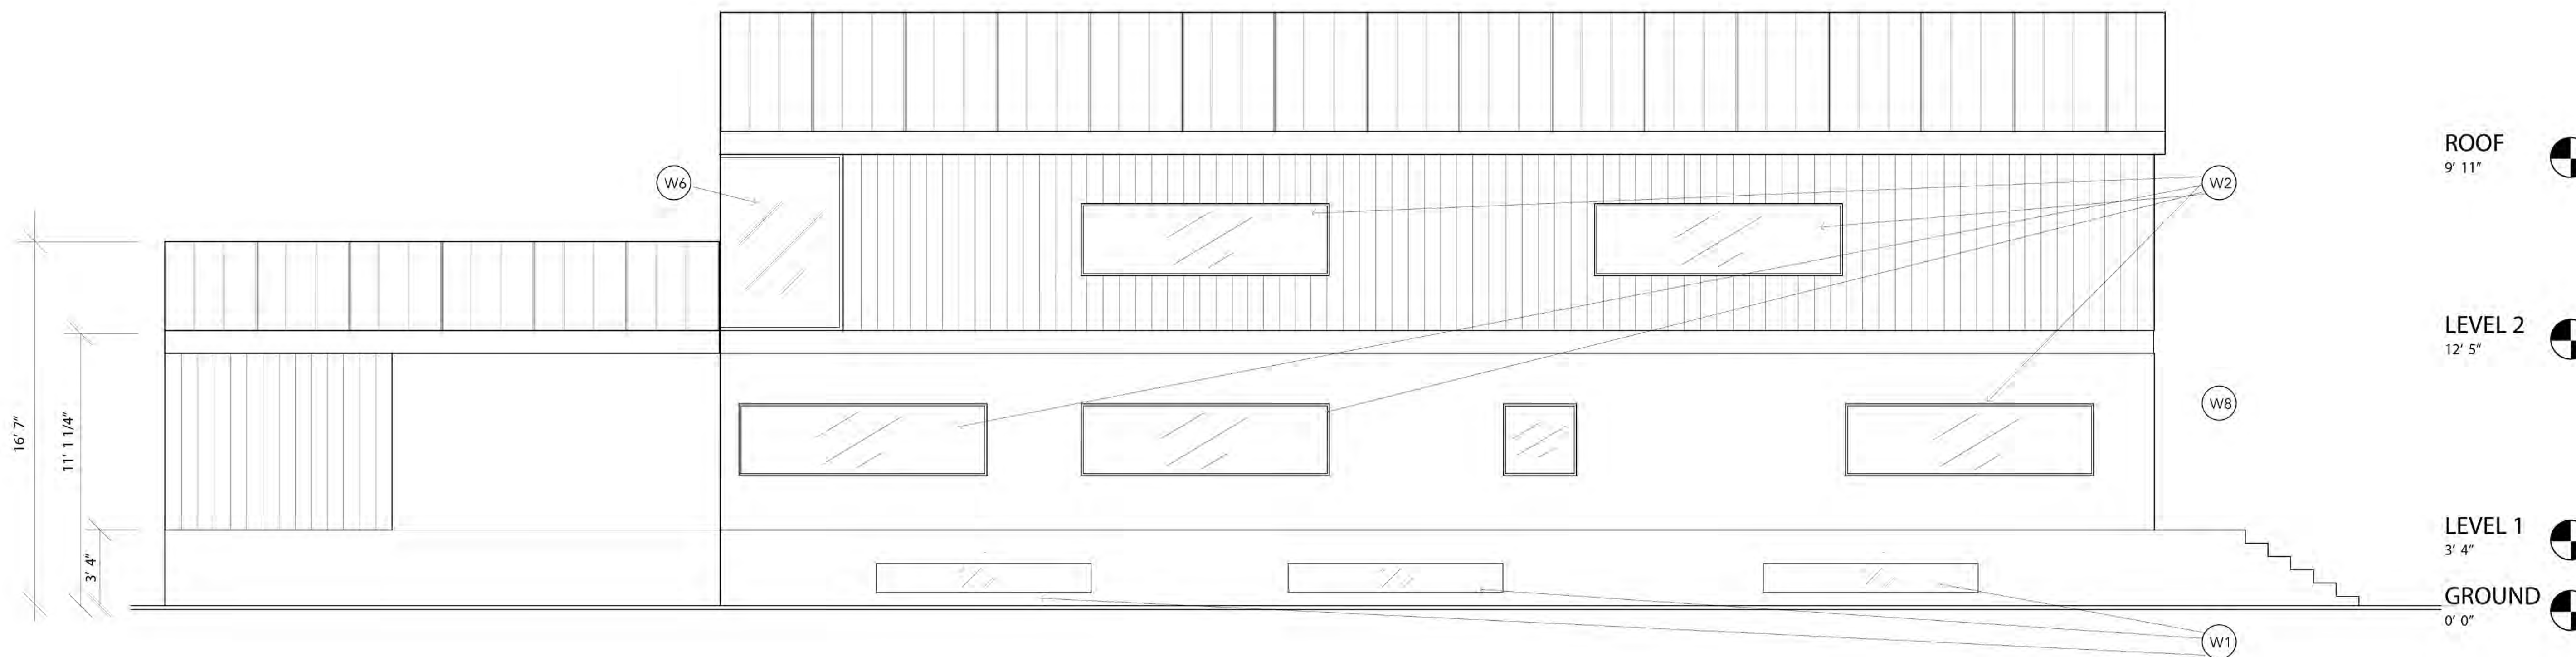 ROOF
9' 11"
W6
W2
LEVEL 2
12' 5"
W8
16' 7"
11' 1 1/4"
3' 4"
LEVEL 1
3' 4"
GROUND
0' 0"
W1